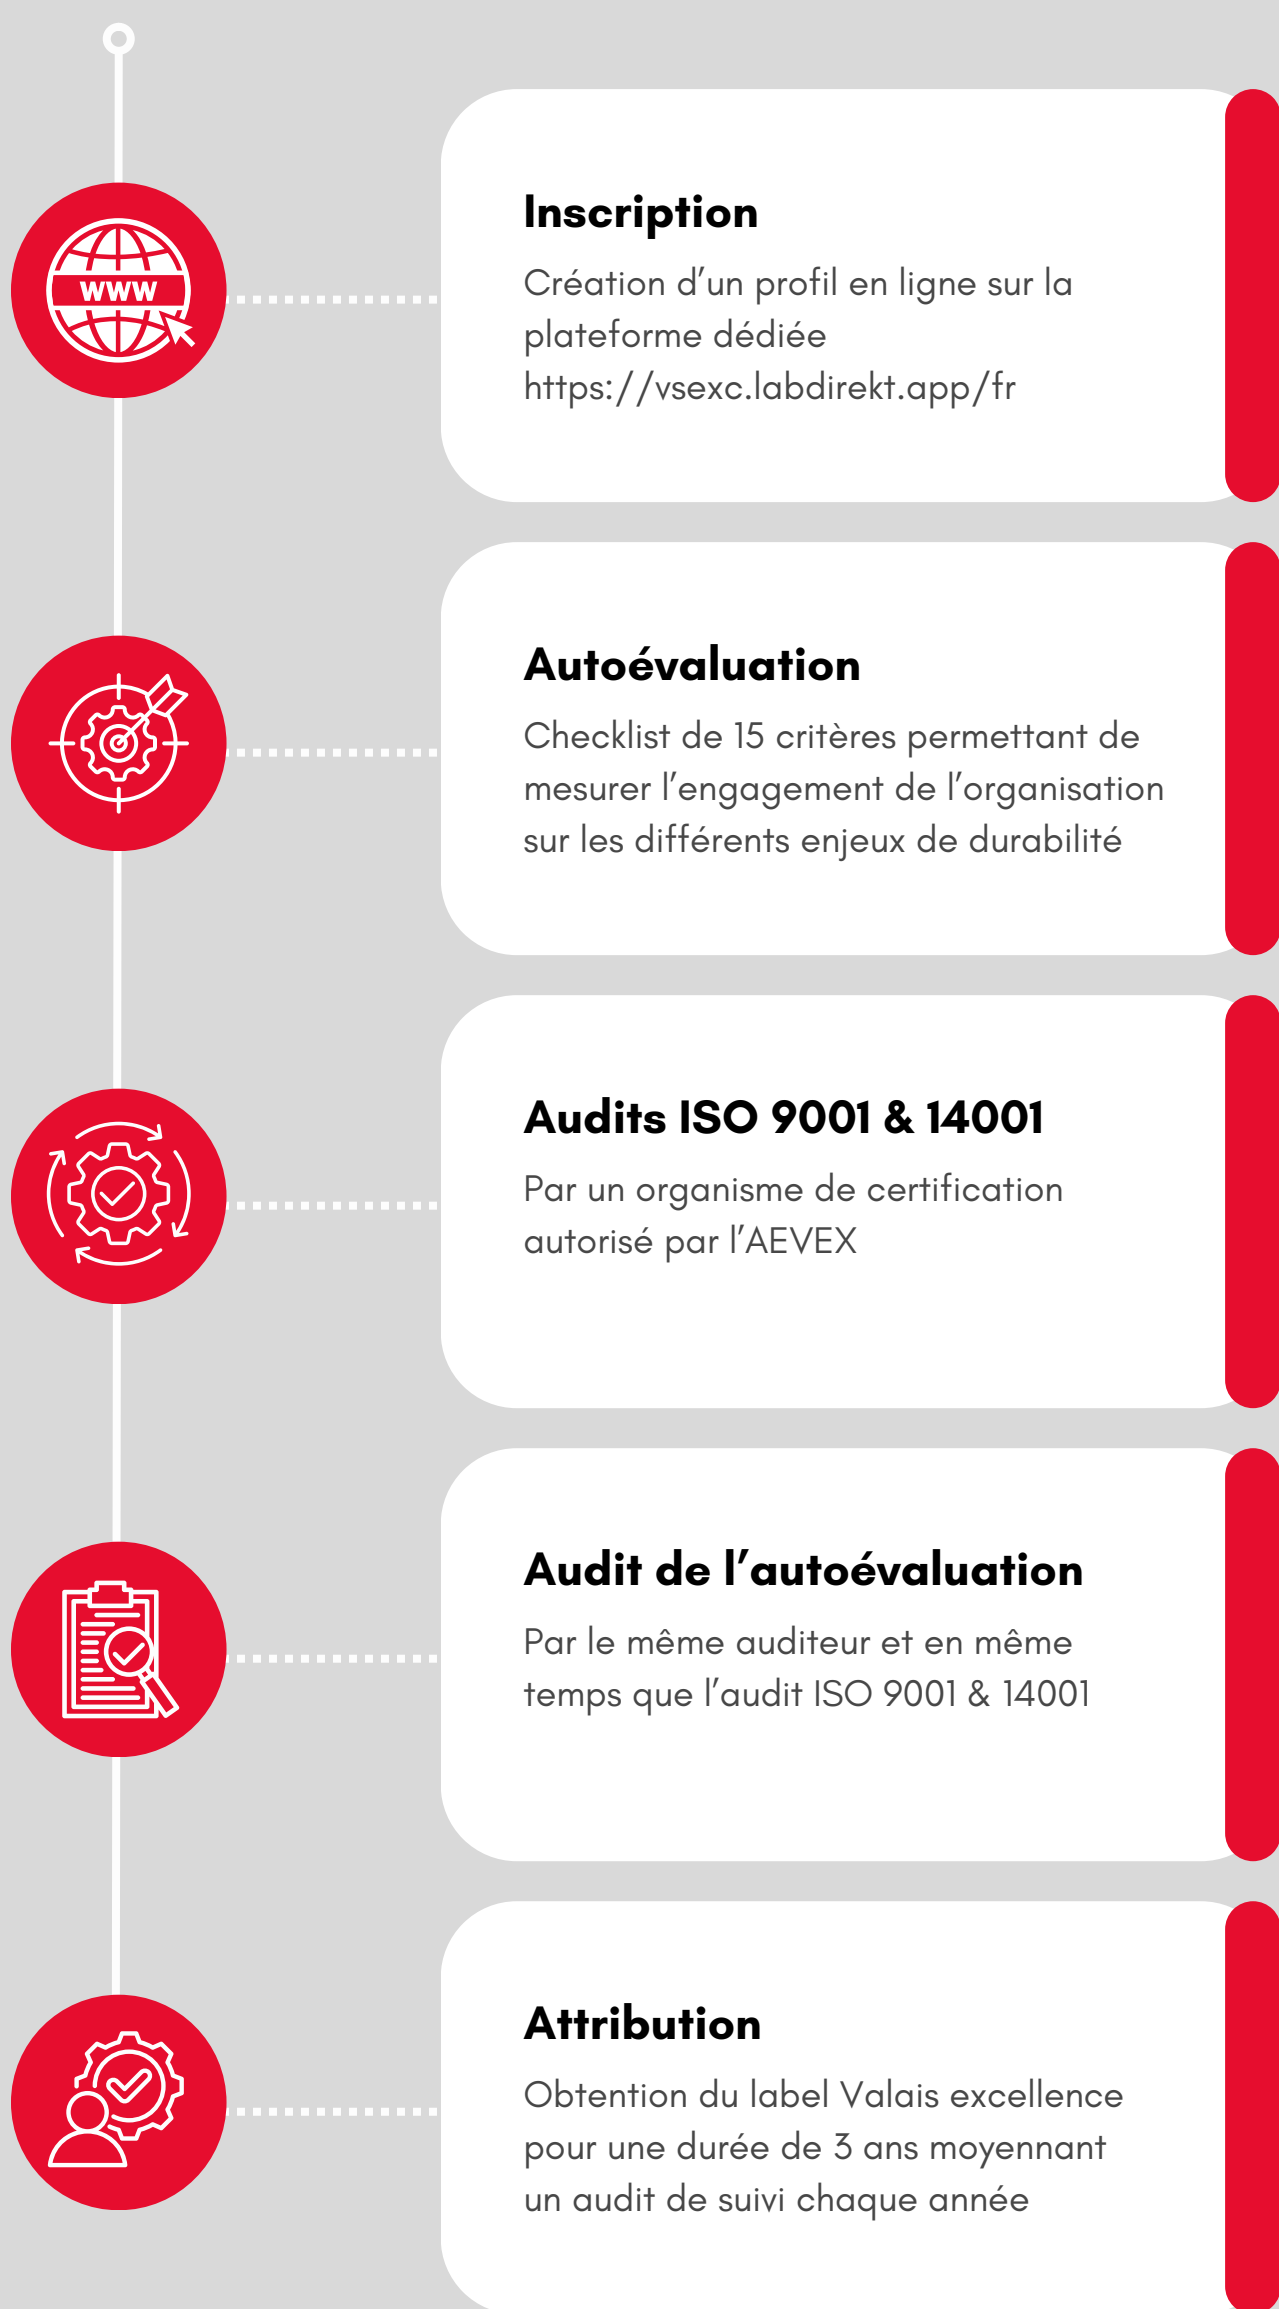 WWW
Inscription
Création d’un profil en ligne sur la
plateforme dédiée
https://vsexc.labdirekt.app/fr
Autoévaluation
Checklist de 15 critères permettant de
mesurer l’engagement de l’organisation
sur les différents enjeux de durabilité
Audits ISO 9001 & 14001
Par un organisme de certification
autorisé par l’AEVEX
Audit de l’autoévaluation
Par le même auditeur et en même
temps que l’audit ISO 9001 & 14001
Attribution
Obtention du label Valais excellence
pour une durée de 3 ans moyennant
un audit de suivi chaque année